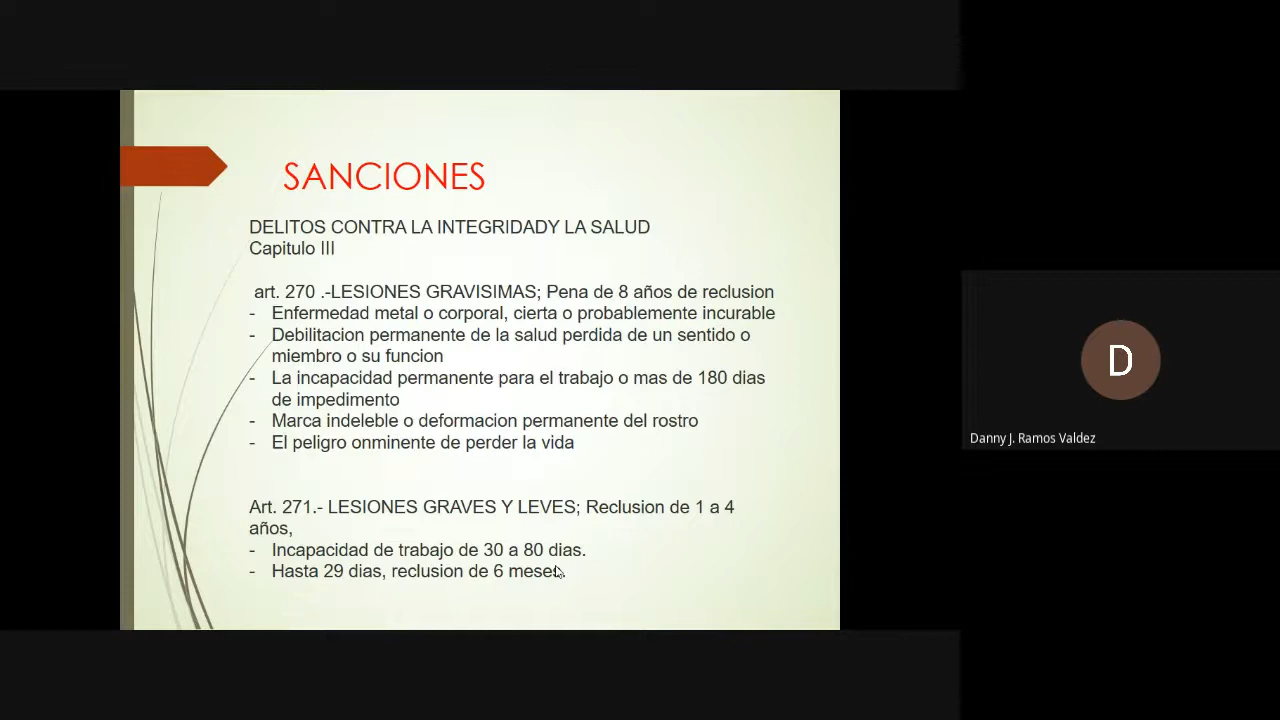 SANCIONES
DELITOS CONTRA LA INTEGRIDADY LA SALUD
Capitulo III
art. 270 .-LESIONES GRAVISIMAS; Pena de 8 años de reclusion
- Enfermedad metal o corporal, cierta o probablemente incurable
- Debilitacion permanente de la salud perdida de un sentido o
miembro o su funcion
- La incapacidad permanente para el trabajo o mas de 180 dias
de impedimento
- Marca indeleble o deformacion permanente del rostro
- El peligro onminente de perder la vida
Art. 271.- LESIONES GRAVES Y LEVES; Reclusion de 1 a 4
años,
- Incapacidad de trabajo de 30 a 80 dias.
- Hasta 29 dias, reclusion de 6 meses.
D
Danny J. Ramos Valdez